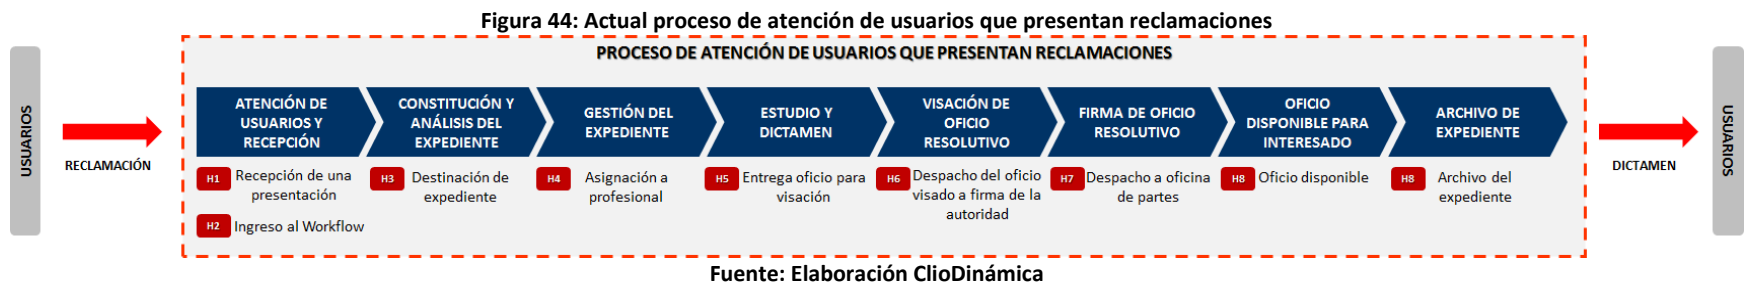 Figura 44: Actual proceso de atención de usuarios que presentan reclamaciones
PROCESO DE ATENCIÓN DE USUARIOS QUE PRESENTAN RECLAMACIONES
USUARIOS
RECLAMACIÓN
ATENCIÓN DE
USUARIOS Y
RECEPCIÓN
CONSTITUCIÓN Y
ANÁLISIS DEL
EXPEDIENTE
GESTIÓN DEL
EXPEDIENTE
ESTUDIO Y
DICTAMEN
VISACIÓN DE
OFICIO
RESOLUTIVO
FIRMA DE OFICIO
RESOLUTIVO
OFICIO
DISPONIBLE PARA
INTERESADO
ARCHIVO DE
EXPEDIENTE
H1 Recepción de una
presentación
H2 Ingreso al Workflow
H3 Destinación de
expediente
H4 Asignación a
profesional
H5 Entrega oficio para
visación
H6 Despacho del oficio
visado a firma de la
autoridad
H7 Despacho a oficina
de partes
H8 Oficio disponible
H8 Archivo del
expediente
DICTAMEN
USUARIOS
Fuente: Elaboración ClioDinámica